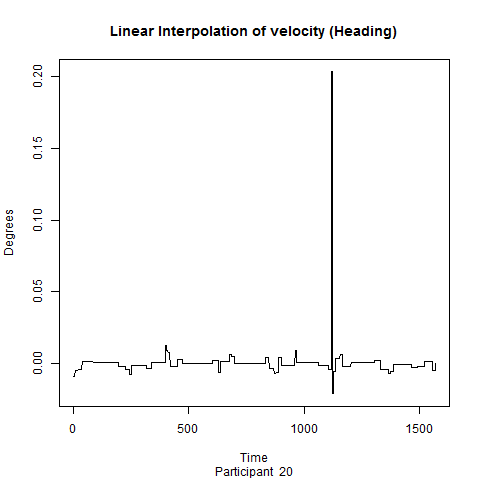 Linear Interpolation of velocity (Heading)
0.20
0.15
0.10
0.05
0.00
Degrees
0 500 1000 1500
Time
Participant 20